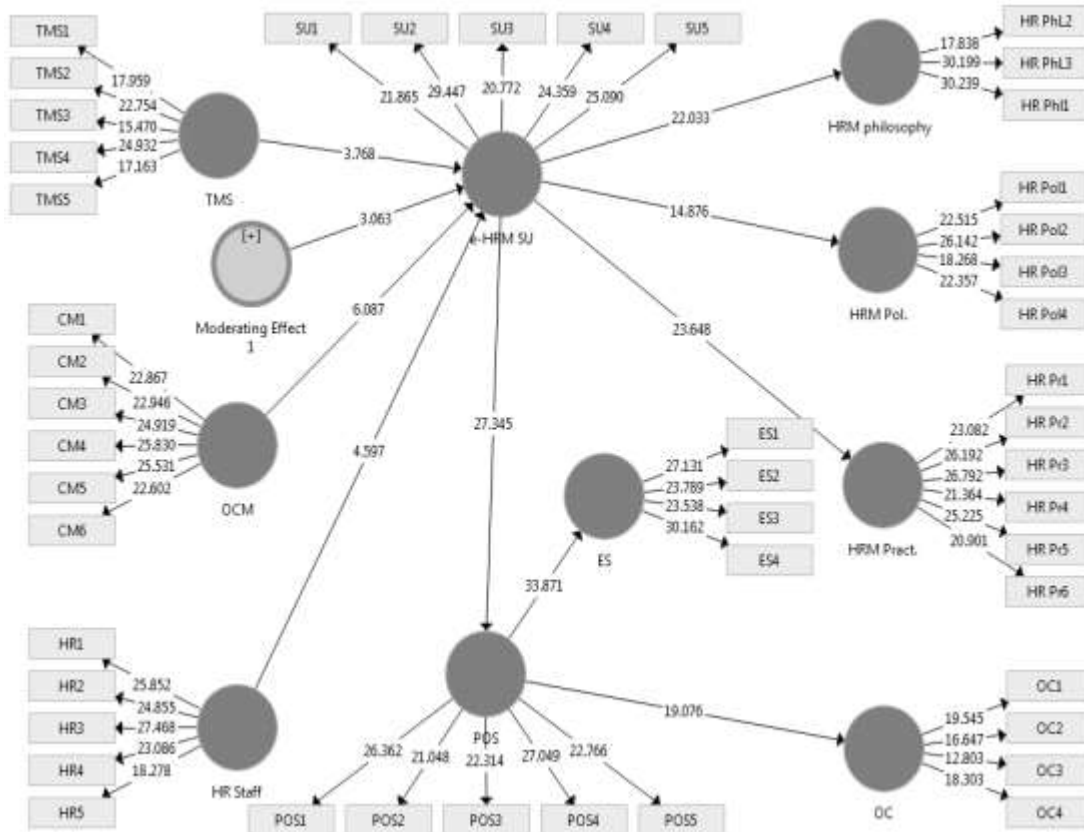 TMS1
TMS2
TMS3
TMS4
TMS5
17.959
22.754
15.470
24.932
17.163
TMS
SU1
SU2
SU3
SU4
SU5
21.865
29.447
20.772
24.359
25.090
e-HRM SU
3.768
[+]
Moderating Effect
1
3.063
22.033
HRM philosophy
17.838
30.199
30.239
HR PhL2
HR PhL3
HR Phl1
14.876
HRM Pol.
22.515
26.142
18.268
22.357
HR Pol1
HR Pol2
HR Pol3
HR Pol4
CM1
CM2
CM3
CM4
CM5
CM6
22.867
22.946
24.919
25.830
25.531
22.602
OCM
6.087
4.597
27.345
23.648
HRM Pract.
23.082
26.192
26.792
21.364
25.225
20.901
HR Pr1
HR Pr2
HR Pr3
HR Pr4
HR Pr5
HR Pr6
ES
27.131
23.789
23.538
30.162
ES1
ES2
ES3
ES4
33.871
HR1
HR2
HR3
HR4
HR5
25.852
24.855
27.468
23.086
18.278
HR Staff
POS
26.362
21.048
22.314
27.049
22.766
POS1
POS2
POS3
POS4
POS5
19.076
OC
19.545
16.647
12.803
18.303
OC1
OC2
OC3
OC4